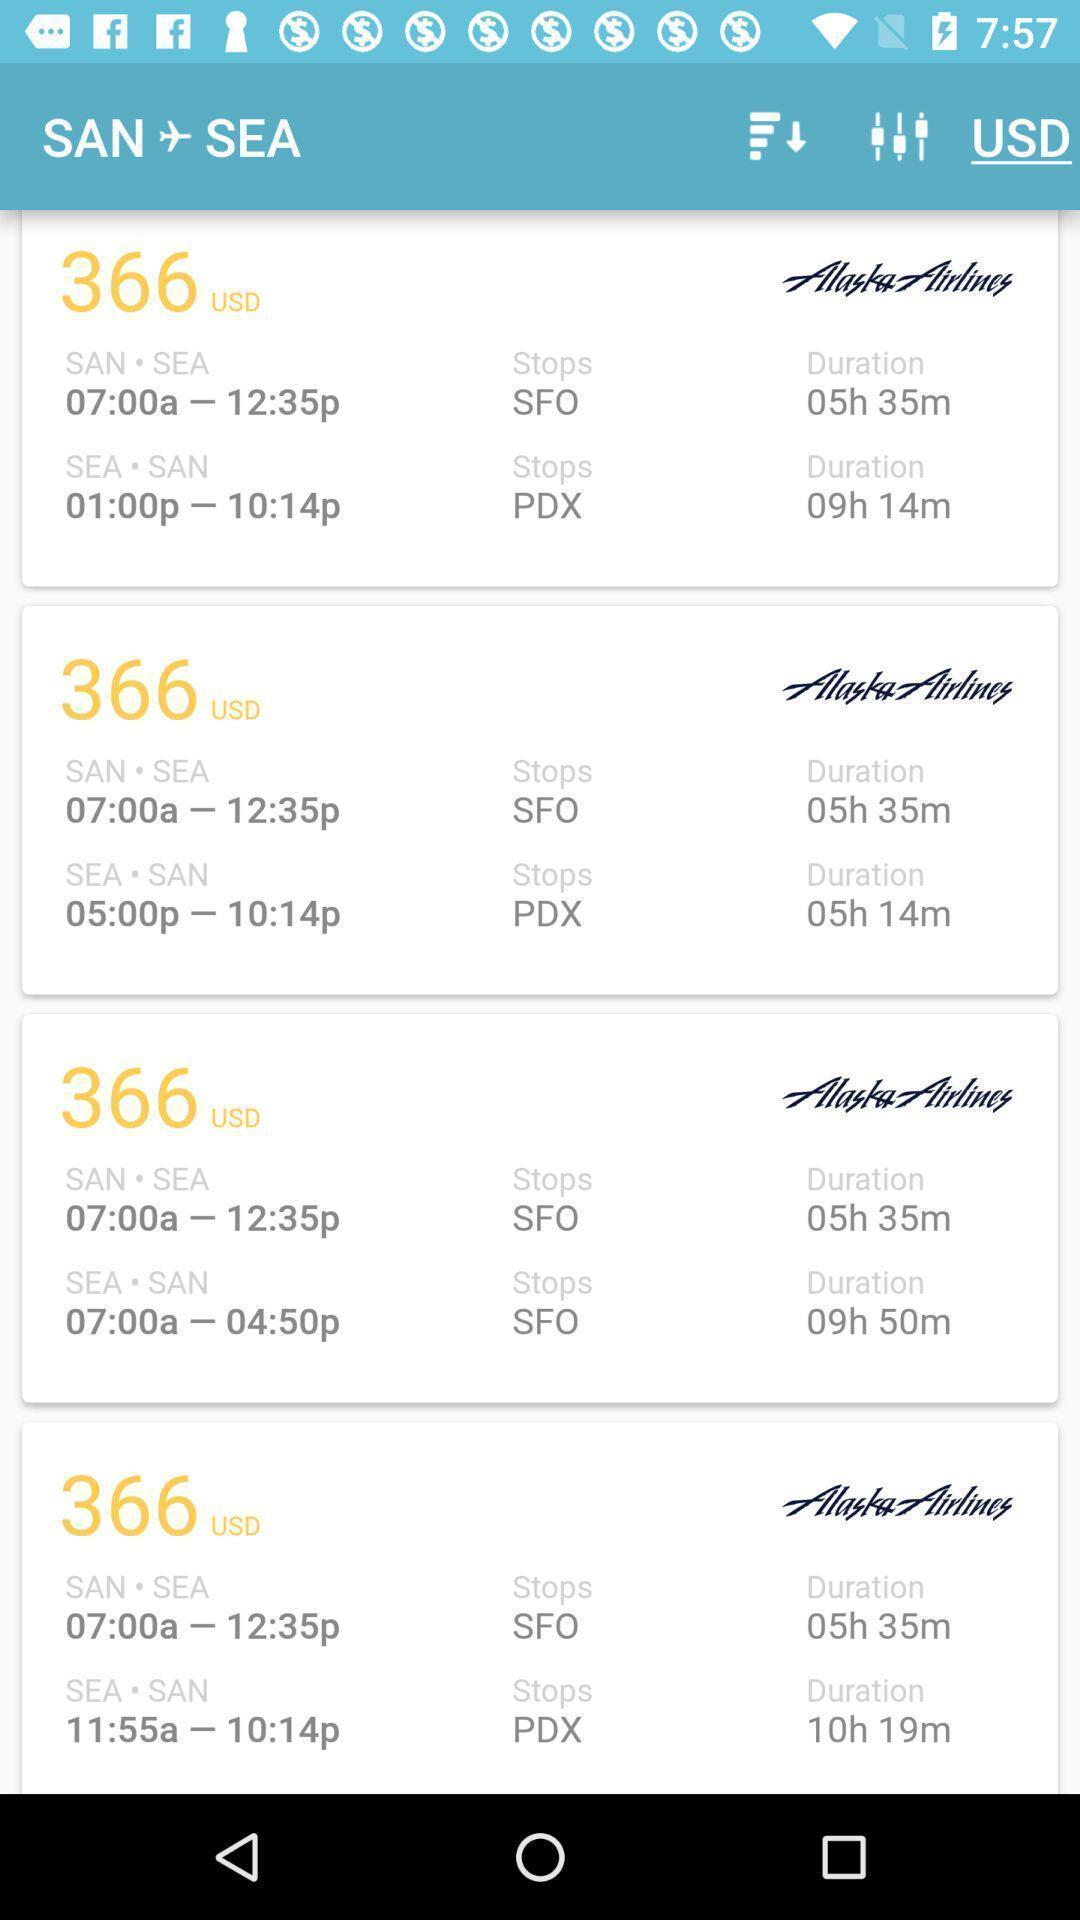 7:57
SAN ✈ SEA USD
366 USD Alaska Airlines
SAN • SEA Stops Duration
07:00a — 12:35p SFO 05h 35m
SEA • SAN Stops Duration
01:00p — 10:14p PDX 09h 14m
366 USD Alaska Airlines
SAN • SEA Stops Duration
07:00a — 12:35p SFO 05h 35m
SEA • SAN Stops Duration
05:00p — 10:14p PDX 05h 14m
366 USD Alaska Airlines
SAN • SEA Stops Duration
07:00a — 12:35p SFO 05h 35m
SEA • SAN Stops Duration
07:00a — 04:50p SFO 09h 50m
366 USD Alaska Airlines
SAN • SEA Stops Duration
07:00a — 12:35p SFO 05h 35m
SEA • SAN Stops Duration
11:55a — 10:14p PDX 10h 19m